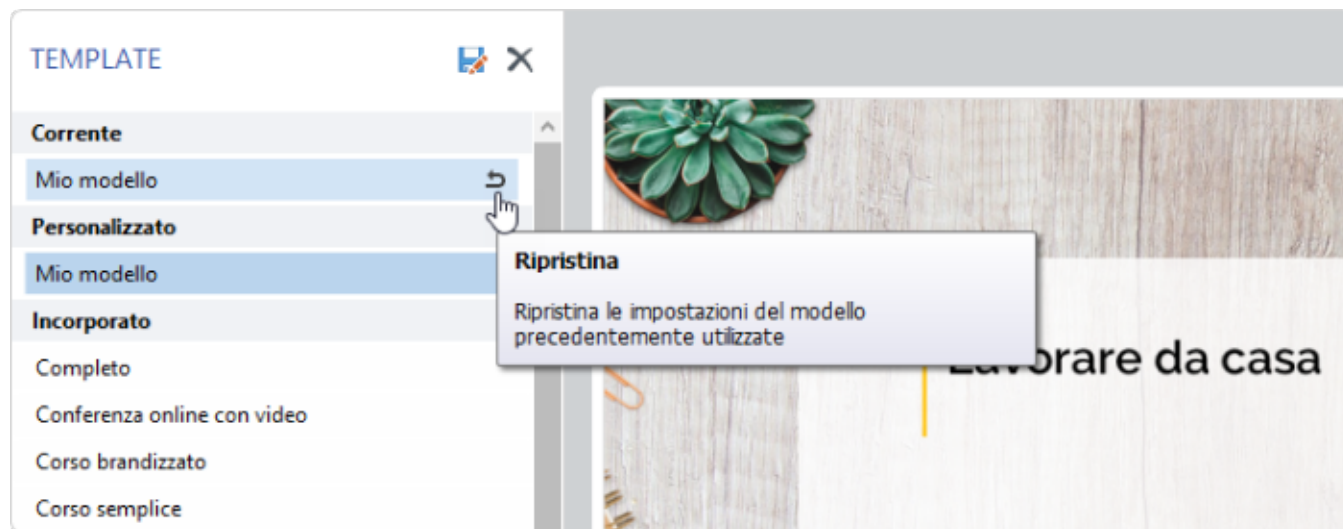 TEMPLATE
Corrente
Mio modello
Personalizzato
Mio modello
Incorporato
Completo
Conferenza online con video
Corso brandizzato
Corso semplice
Ripristina
Ripristina le impostazioni del modello
precedentemente utilizzate
Lavorare da casa